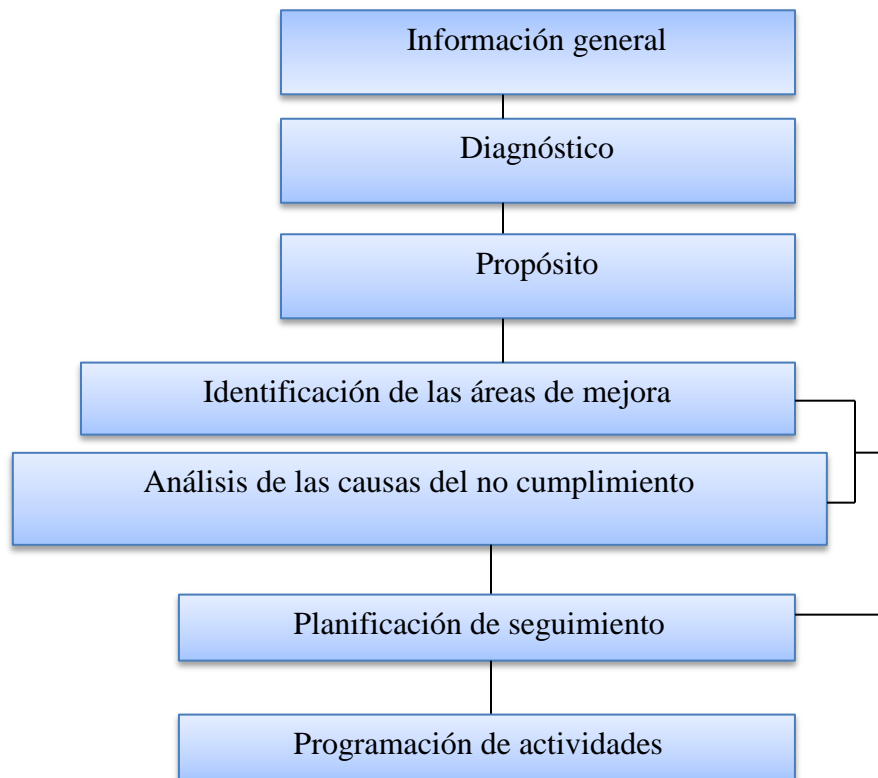 Información general
Diagnóstico
Propósito
Identificación de las áreas de mejora
Análisis de las causas del no cumplimiento
Planificación de seguimiento
Programación de actividades